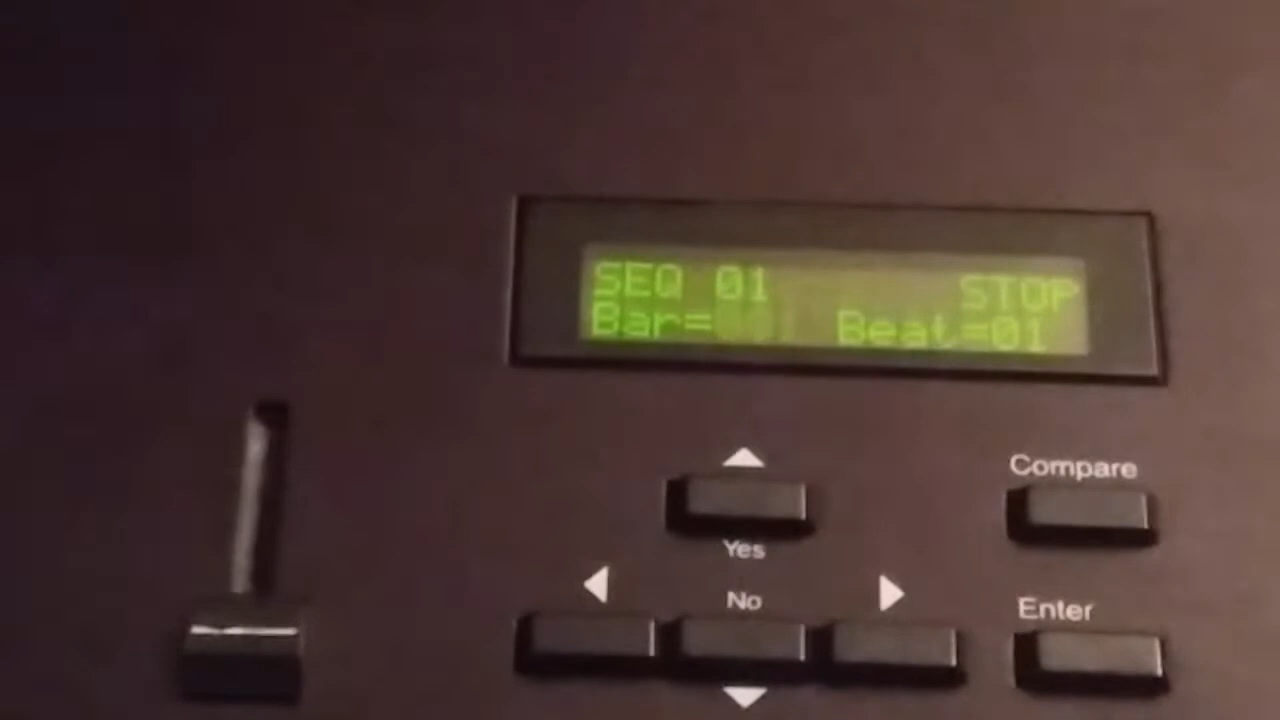 SEQ 01 STOP
Bar= Beat=01
Compare
Yes
No
Enter